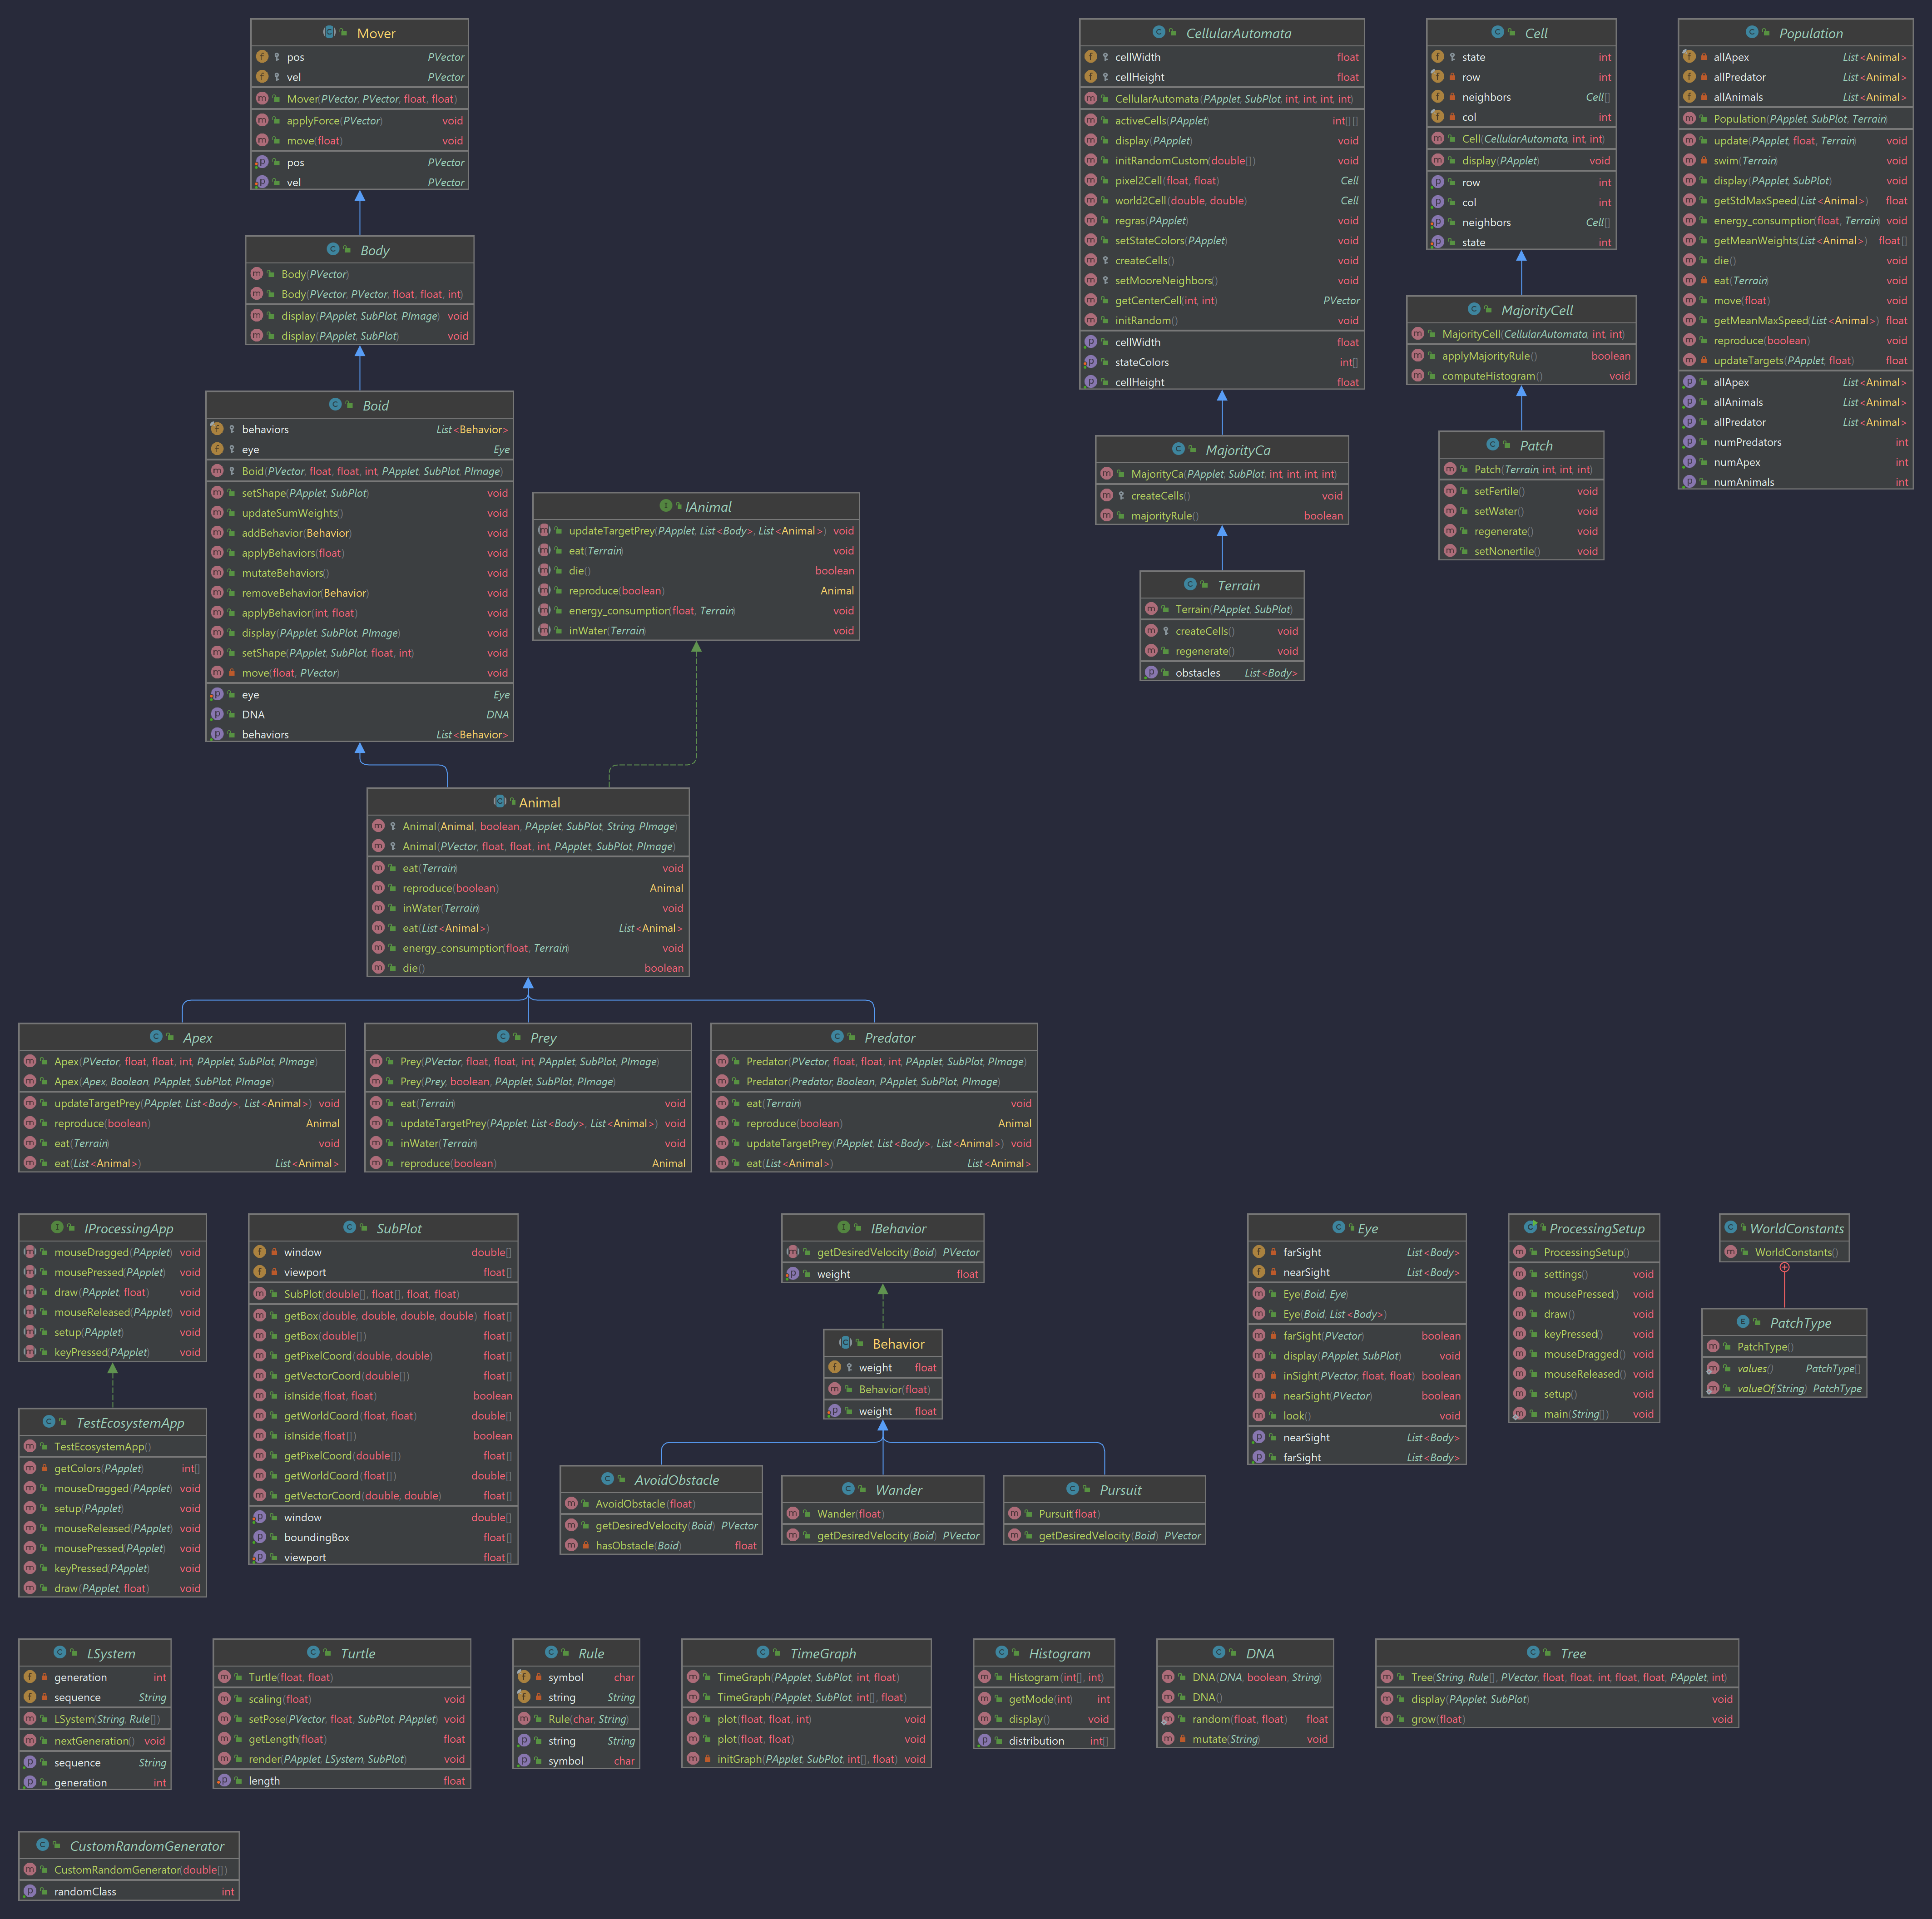 Mover
pos PVector
vel PVector
Mover(PVector, PVector, float, float)
applyForce(PVector) void
move(float) void
pos PVector
vel PVector
Body
Body(PVector)
Body(PVector, PVector, float, float, int)
display(PApplet, SubPlot, PImage) void
display(PApplet, SubPlot) void
Boid
behaviors List<Behavior>
eye Eye
Boid(PVector, float, float, int, PApplet, SubPlot, PImage)
setShape(PApplet, SubPlot) void
updateSumWeights() void
addBehavior(Behavior) void
applyBehaviors(float) void
mutateBehaviors() void
removeBehavior(Behavior) void
applyBehavior(int, float) void
display(PApplet, SubPlot, PImage) void
setShape(PApplet, SubPlot, float, int) void
move(float, PVector) void
eye Eye
DNA DNA
behaviors List<Behavior>
IAnimal
updateTargetPrey(PApplet, List<Body>, List<Animal>) void
eat(Terrain) void
die() boolean
reproduce(boolean) Animal
energy_consumption(float, Terrain) void
inWater(Terrain) void
Animal
Animal(Animal, boolean, PApplet, SubPlot, String, PImage)
Animal(PVector, float, float, int, PApplet, SubPlot, PImage)
eat(Terrain) void
reproduce(boolean) Animal
inWater(Terrain) void
eat(List<Animal>) List<Animal>
energy_consumption(float, Terrain) void
die() boolean
Apex
Apex(PVector, float, float, int, PApplet, SubPlot, PImage)
Apex(Apex, Boolean, PApplet, SubPlot, PImage)
updateTargetPrey(PApplet, List<Body>, List<Animal>) void
reproduce(boolean) Animal
eat(Terrain) void
eat(List<Animal>) List<Animal>
Prey
Prey(PVector, float, float, int, PApplet, SubPlot, PImage)
Prey(Prey, boolean, PApplet, SubPlot, PImage)
eat(Terrain) void
updateTargetPrey(PApplet, List<Body>, List<Animal>) void
inWater(Terrain) void
reproduce(boolean) Animal
Predator
Predator(PVector, float, float, int, PApplet, SubPlot, PImage)
Predator(Predator, Boolean, PApplet, SubPlot, PImage)
eat(Terrain) void
reproduce(boolean) Animal
updateTargetPrey(PApplet, List<Body>, List<Animal>) void
eat(List<Animal>) List<Animal>
CellularAutomata
cellWidth float
cellHeight float
CellularAutomata(PApplet, SubPlot, int, int, int, int)
activeCells(PApplet) int[][]
display(PApplet) void
initRandomCustom(double[]) void
pixel2Cell(float, float) Cell
world2Cell(double, double) Cell
regras(PApplet) void
setStateColors(PApplet) void
createCells() void
setMooreNeighbors() void
getCenterCell(int, int) PVector
initRandom() void
cellWidth float
stateColors int[]
cellHeight float
MajorityCa
MajorityCa(PApplet, SubPlot, int, int, int, int)
createCells() void
majorityRule() boolean
Terrain
Terrain(PApplet, SubPlot)
createCells() void
regenerate() void
obstacles List<Body>
Cell
state int
row int
neighbors Cell[]
col int
Cell(CellularAutomata, int, int)
display(PApplet) void
row int
col int
neighbors Cell[]
state int
MajorityCell
MajorityCell(CellularAutomata, int, int)
applyMajorityRule() boolean
computeHistogram() void
Patch
Patch(Terrain, int, int, int)
setFertile() void
setWater() void
regenerate() void
setNonertile() void
Population
allApex List<Animal>
allPredator List<Animal>
allAnimals List<Animal>
Population(PApplet, SubPlot, Terrain)
update(PApplet, float, Terrain) void
swim(Terrain) void
display(PApplet, SubPlot) void
getStdMaxSpeed(List<Animal>) float
energy_consumption(float, Terrain) void
getMeanWeights(List<Animal>) float[]
die() void
eat(Terrain) void
move(float) void
getMeanMaxSpeed(List<Animal>) float
reproduce(boolean) void
updateTargets(PApplet, float) float
allApex List<Animal>
allAnimals List<Animal>
allPredator List<Animal>
numPredators int
numApex int
numAnimals int
IProcessingApp
mouseDragged(PApplet) void
mousePressed(PApplet) void
draw(PApplet, float) void
mouseReleased(PApplet) void
setup(PApplet) void
keyPressed(PApplet) void
TestEcosystemApp
TestEcosystemApp()
getColors(PApplet) int[]
mouseDragged(PApplet) void
setup(PApplet) void
mouseReleased(PApplet) void
mousePressed(PApplet) void
keyPressed(PApplet) void
draw(PApplet, float) void
SubPlot
window double[]
viewport float[]
SubPlot(double[], float[], float, float)
getBox(double, double, double, double) float[]
getBox(double[]) float[]
getPixelCoord(double, double) float[]
getVectorCoord(double[]) float[]
isInside(float, float) boolean
getWorldCoord(float, float) double[]
isInside(float[]) boolean
getPixelCoord(double[]) float[]
getWorldCoord(float[]) double[]
getVectorCoord(double, double) float[]
window double[]
boundingBox float[]
viewport float[]
IBehavior
getDesiredVelocity(Boid) PVector
weight float
Behavior
weight float
Behavior(float)
weight float
AvoidObstacle
AvoidObstacle(float)
getDesiredVelocity(Boid) PVector
hasObstacle(Boid) float
Wander
Wander(float)
getDesiredVelocity(Boid) PVector
Pursuit
Pursuit(float)
getDesiredVelocity(Boid) PVector
Eye
farSight List<Body>
nearSight List<Body>
Eye(Boid, Eye)
Eye(Boid, List<Body>)
farSight(PVector) boolean
display(PApplet, SubPlot) void
inSight(PVector, float, float) boolean
nearSight(PVector) boolean
look() void
nearSight List<Body>
farSight List<Body>
ProcessingSetup
ProcessingSetup()
settings() void
mousePressed() void
draw() void
keyPressed() void
mouseDragged() void
mouseReleased() void
setup() void
main(String[]) void
WorldConstants
WorldConstants()
PatchType
PatchType()
values() PatchType[]
valueOf(String) PatchType
LSystem
generation int
sequence String
LSystem(String, Rule[])
nextGeneration() void
sequence String
generation int
Turtle
Turtle(float, float)
scaling(float) void
setPose(PVector, float, SubPlot, PApplet) void
getLength(float) float
render(PApplet, LSystem, SubPlot) void
length float
Rule
symbol char
string String
Rule(char, String)
string String
symbol char
TimeGraph
TimeGraph(PApplet, SubPlot, int, float)
TimeGraph(PApplet, SubPlot, int[], float)
plot(float, float, int) void
plot(float, float) void
initGraph(PApplet, SubPlot, int[], float) void
Histogram
Histogram(int[], int)
getMode(int) int
display() void
distribution int[]
DNA
DNA(DNA, boolean, String)
DNA()
random(float, float) float
mutate(String) void
Tree
Tree(String, Rule[], PVector, float, float, int, float, float, PApplet, int)
display(PApplet, SubPlot) void
grow(float) void
CustomRandomGenerator
CustomRandomGenerator(double[])
randomClass int